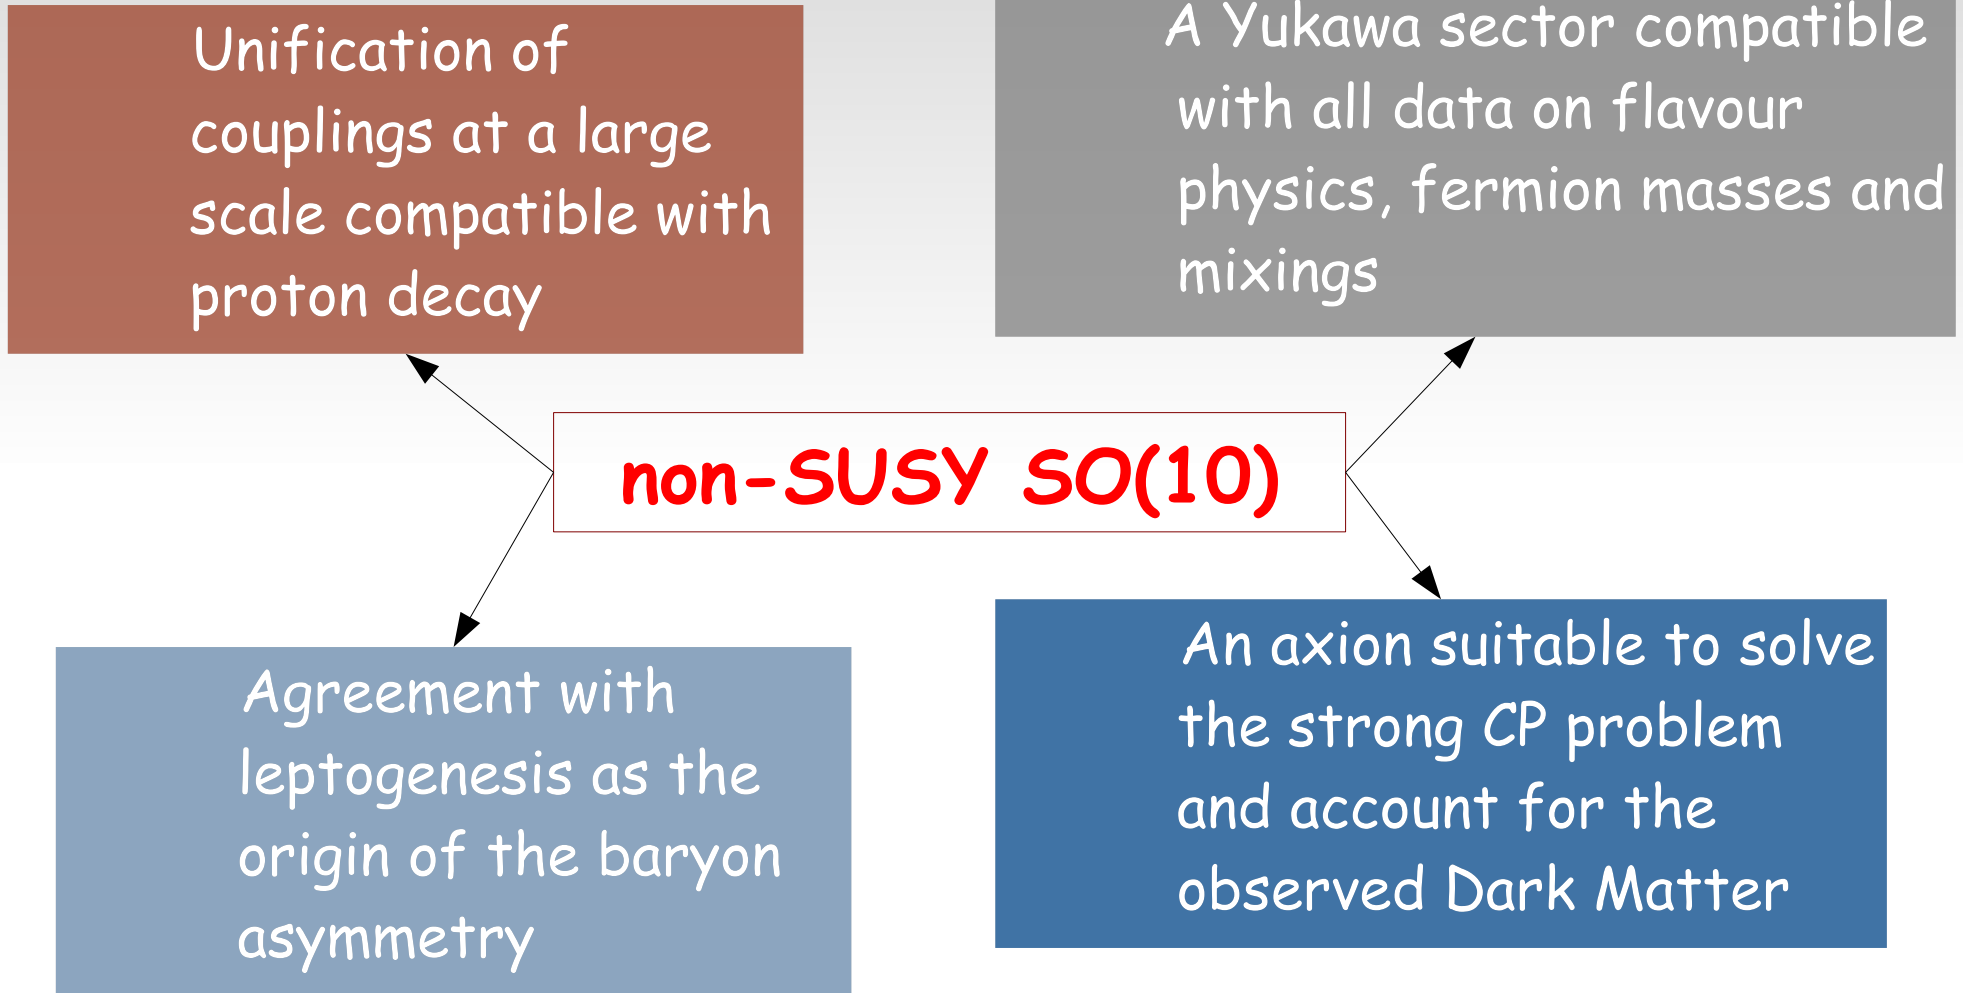 Unification of
couplings at a large
scale compatible with
proton decay
A Yukawa sector compatible
with all data on flavour
physics, fermion masses and
mixings
non-SUSY SO(10)
Agreement with
leptogenesis as the
origin of the baryon
asymmetry
An axion suitable to solve
the strong CP problem
and account for the
observed Dark Matter